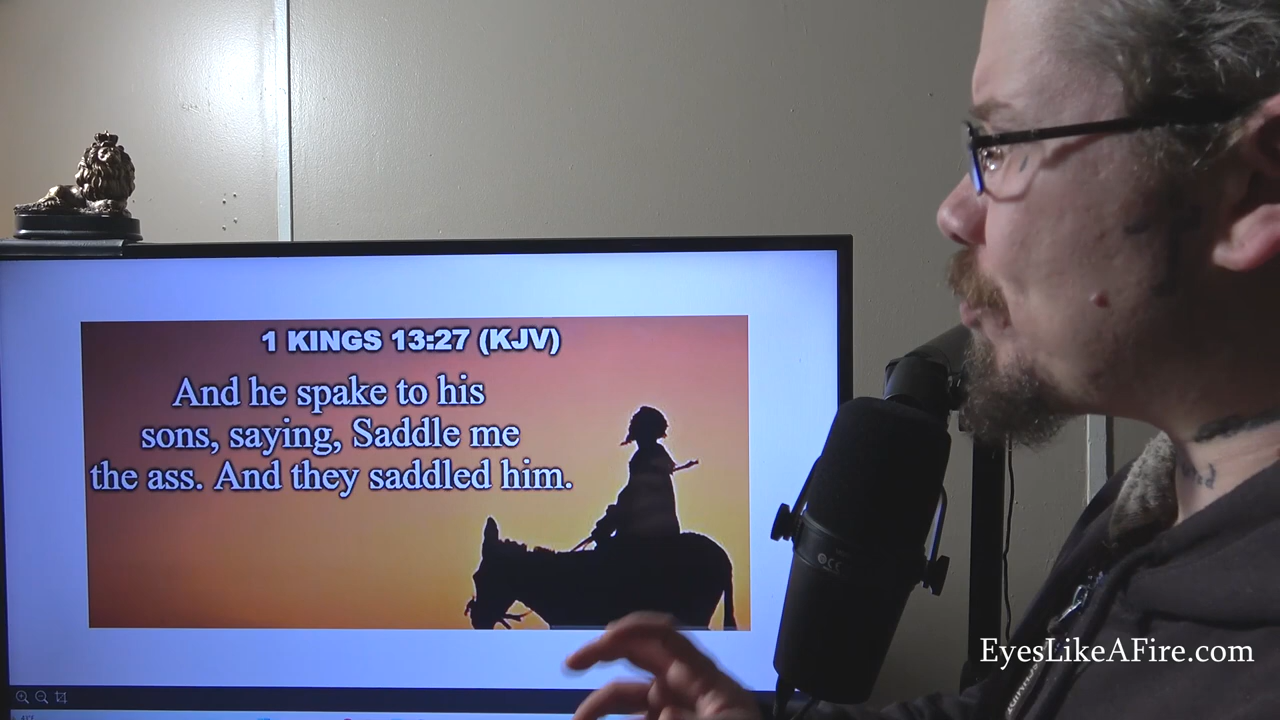 1 KINGS 13:27 (KJV)
And he spake to his
sons, saying, Saddle me
the ass. And they saddled him.
EyesLikeAFire.com